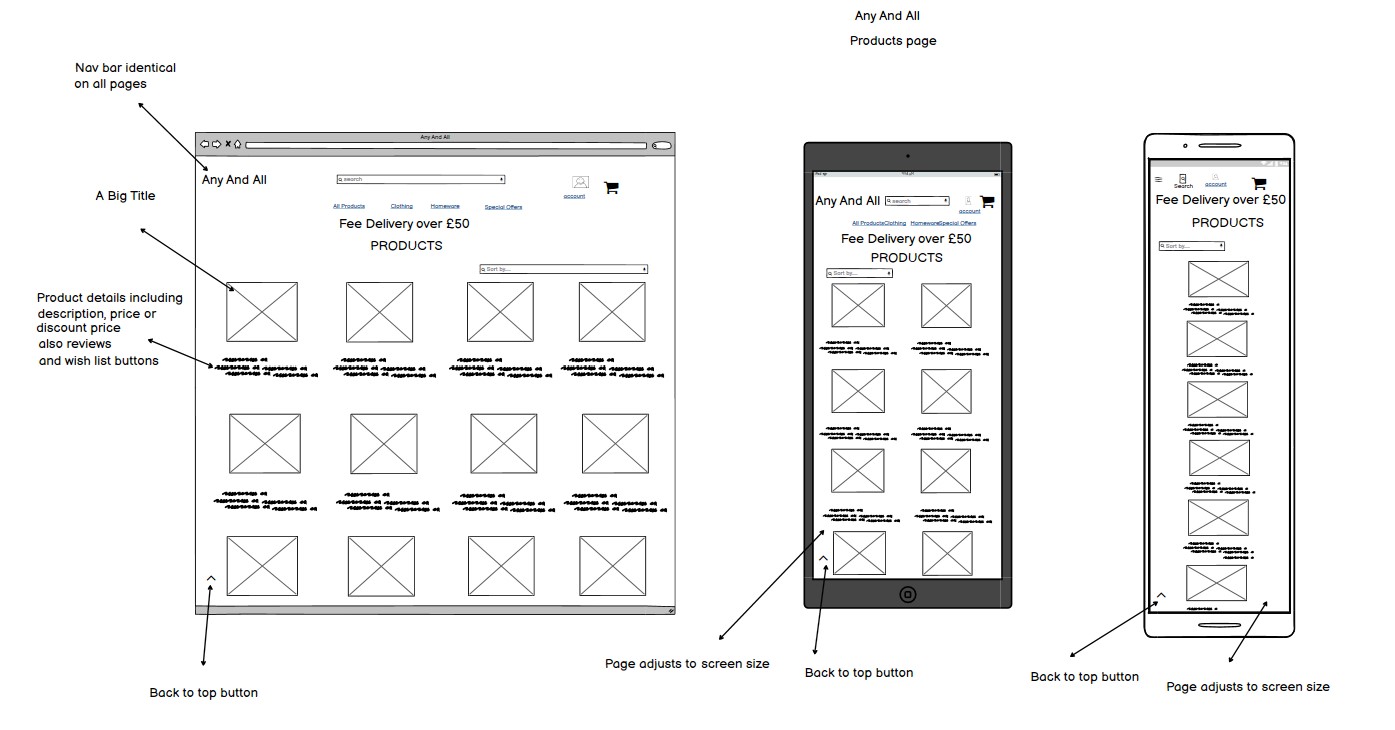 Any And All
Products page
Nav bar identical
on all pages
A Big Title
Product details including
description, price or
discount price
also reviews
and wish list buttons
Any And All
Any And All
search
account
All Products
Clothing
Homeware
Special Offers
Fee Delivery over £50
PRODUCTS
Sort by....
Back to top button
Any And All
search
account
All Products
Clothing
Homeware
Special Offers
Fee Delivery over £50
PRODUCTS
Sort by....
Page adjusts to screen size
Back to top button
Search
account
Fee Delivery over £50
PRODUCTS
Sort by....
Back to top button
Page adjusts to screen size